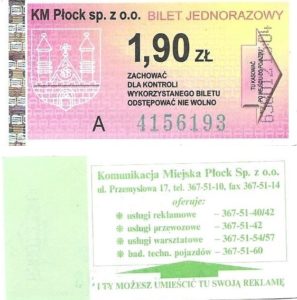 KM Płock sp. z o.o. BILET JEDNORAZOWY
1,90 ZŁ
ZACHOWAĆ
DLA KONTROLI
WYKORZYSTANEGO BILETU
ODSTĘPOWAĆ NIE WOLNO
A 4156193
TU KASOWAĆ
Komunikacja Miejska Płock Sp. z o.o.
ul. Przemysłowa 17, tel. 367-51-10, fax 367-51-14
oferuje:
* usługi reklamowe – 367-51-40/42
* usługi przewozowe – 367-51-42
* usługi warsztatowe – 367-51-54/57
* bad. techn. pojazdów – 367-51-60
* I TY MOŻESZ UMIEŚCIĆ TU SWOJĄ REKLAMĘ